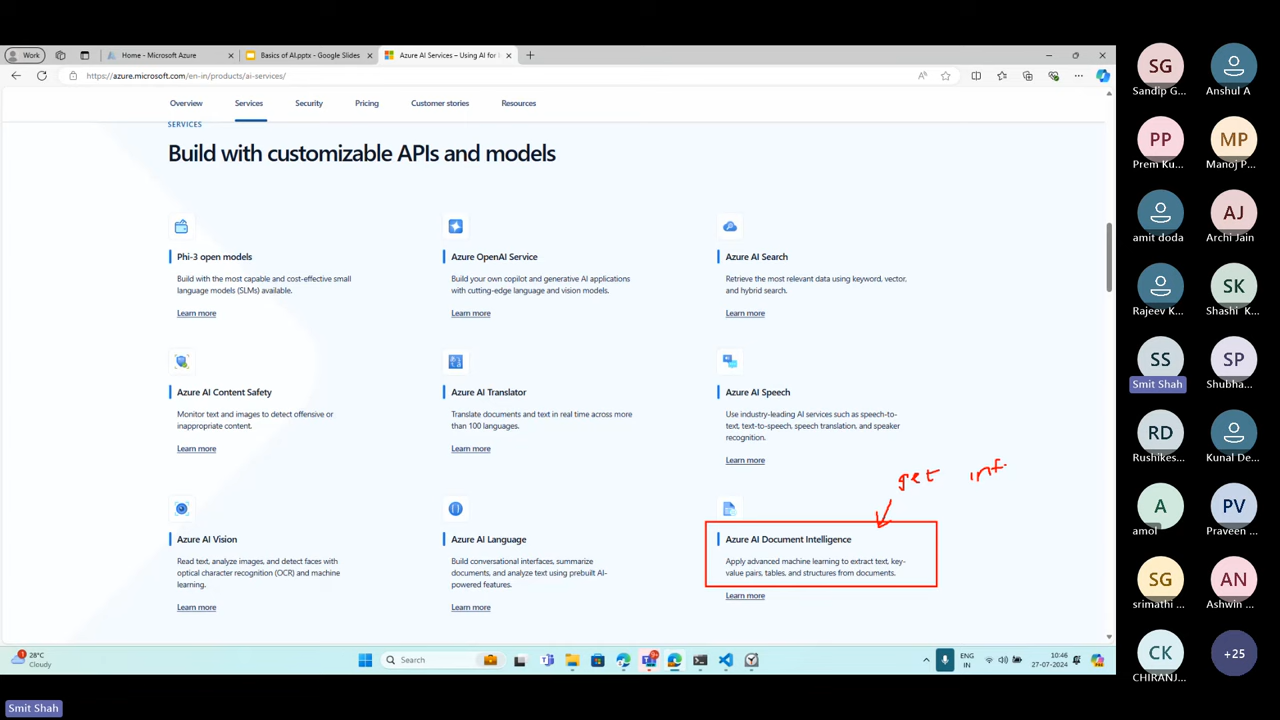 Work
Home - Microsoft Azure
Basics of AI.pptx - Google Slides
Azure AI Services – Using AI for I
https://azure.microsoft.com/en-in/products/ai-services/
Overview
Services
Security
Pricing
Customer stories
Resources
SERVICES
Build with customizable APIs and models
Phi-3 open models
Build with the most capable and cost-effective small
language models (SLMs) available.
Learn more
Azure OpenAI Service
Build your own copilot and generative AI applications
with cutting-edge language and vision models.
Learn more
Azure AI Search
Retrieve the most relevant data using keyword, vector,
and hybrid search.
Learn more
Azure AI Content Safety
Monitor text and images to detect offensive or
inappropriate content.
Learn more
Azure AI Translator
Translate documents and text in real time across more
than 100 languages.
Learn more
Azure AI Speech
Use industry-leading AI services such as speech-to-
text, text-to-speech, speech translation, and speaker
recognition.
Learn more
get inf
Azure AI Vision
Read text, analyze images, and detect faces with
optical character recognition (OCR) and machine
learning.
Learn more
Azure AI Language
Build conversational interfaces, summarize
documents, and analyze text using prebuilt AI-
powered features.
Learn more
Azure AI Document Intelligence
Apply advanced machine learning to extract text, key-
value pairs, tables, and structures from documents.
Learn more
1
28°C
Cloudy
Search
ENG
IN
10:46
27-07-2024
SG
Sandip G...
Anshul A
PP
Prem Ku...
MP
Manoj P...
amit doda
AJ
Archi Jain
Rajeev K...
SK
Shashi K...
SS
Smit Shah
SP
Shubha...
RD
Rushikes...
Kunal De...
A
amol
PV
Praveen ...
SG
srimathi ...
AN
Ashwin ...
CK
CHIRANJ...
+25
Smit Shah